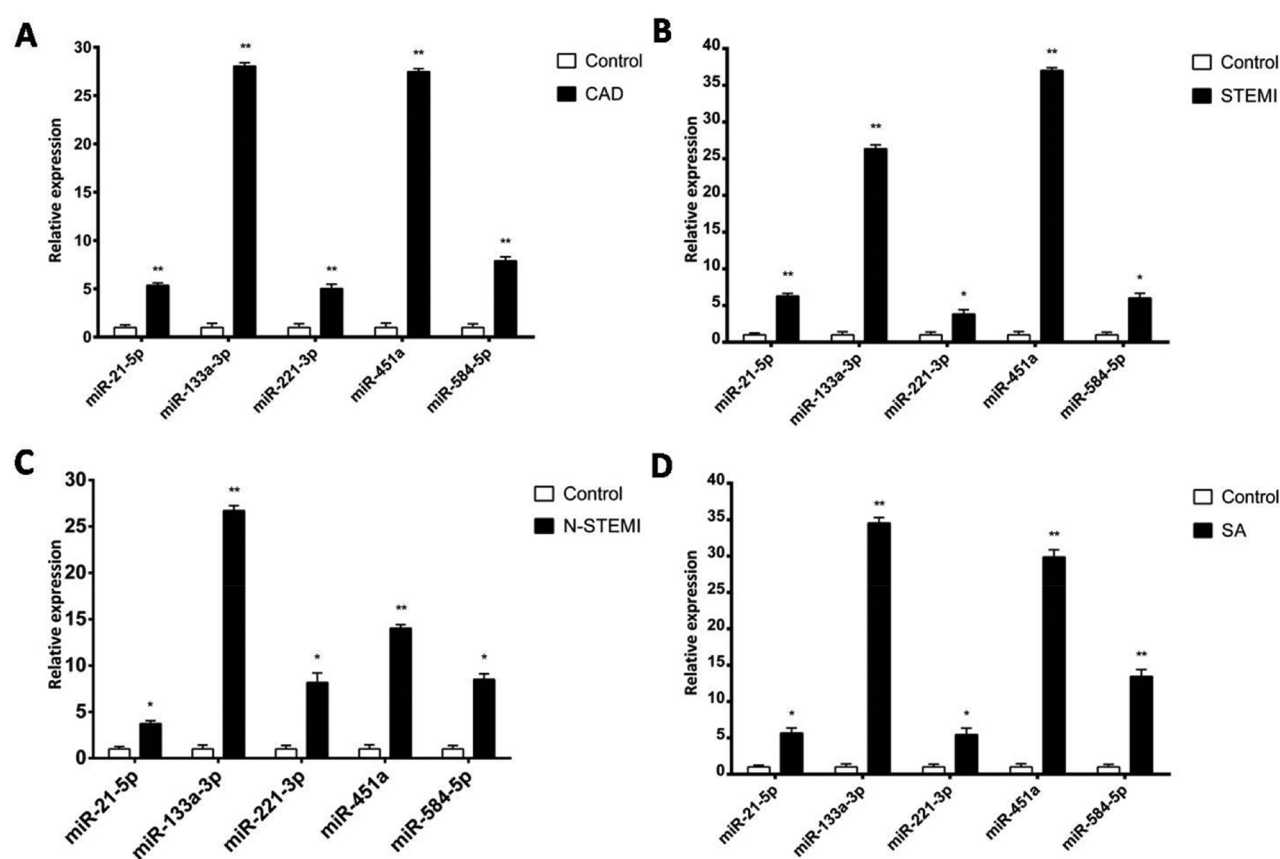 A
Relative expression
30
25
20
15
10
5
0
**
**
**
**
**
miR-21-5p
miR-133a-3p
miR-221-3p
miR-451a
miR-584-5p
Control
CAD
B
Relative expression
40
35
30
25
20
15
10
5
0
**
**
*
**
*
miR-21-5p
miR-133a-3p
miR-221-3p
miR-451a
miR-584-5p
Control
STEMI
C
Relative expression
30
25
20
15
10
5
0
*
**
*
**
*
miR-21-5p
miR-133a-3p
miR-221-3p
miR-451a
miR-584-5p
Control
N-STEMI
D
Relative expression
40
35
30
25
20
15
10
5
0
*
**
*
**
**
miR-21-5p
miR-133a-3p
miR-221-3p
miR-451a
miR-584-5p
Control
SA